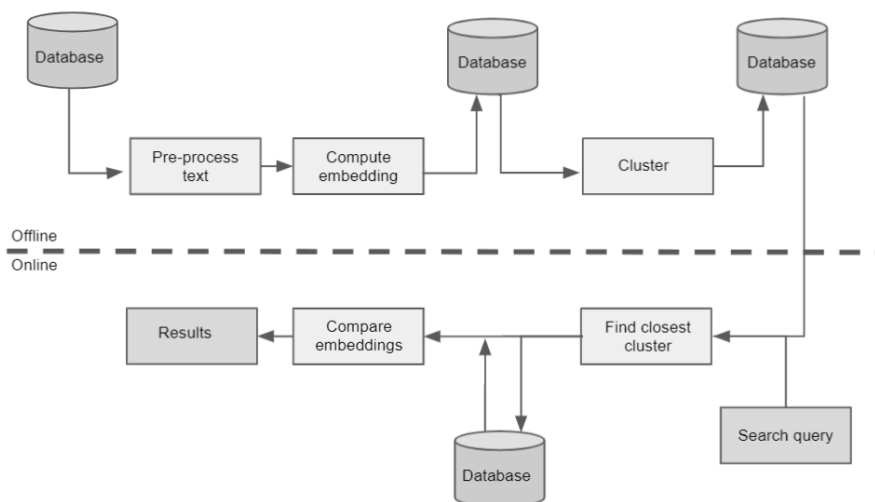 Database
Database
Database
Pre-process
text
Compute
embedding
Cluster
Offline
Online
Results
Compare
embeddings
Find closest
cluster
Search query
Database